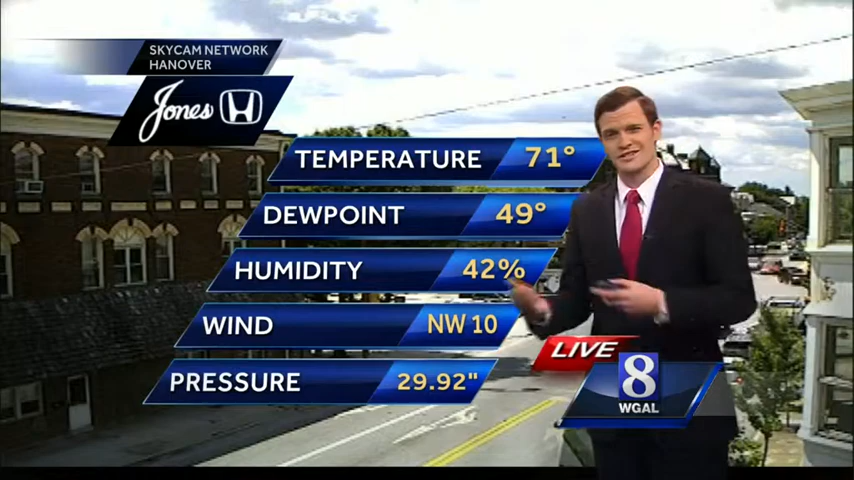 SKYCAM NETWORK
HANOVER
Jones
TEMPERATURE 71°
DEWPOINT 49°
HUMIDITY 42%
WIND NW 10
PRESSURE 29.92"
LIVE
8
WGAL